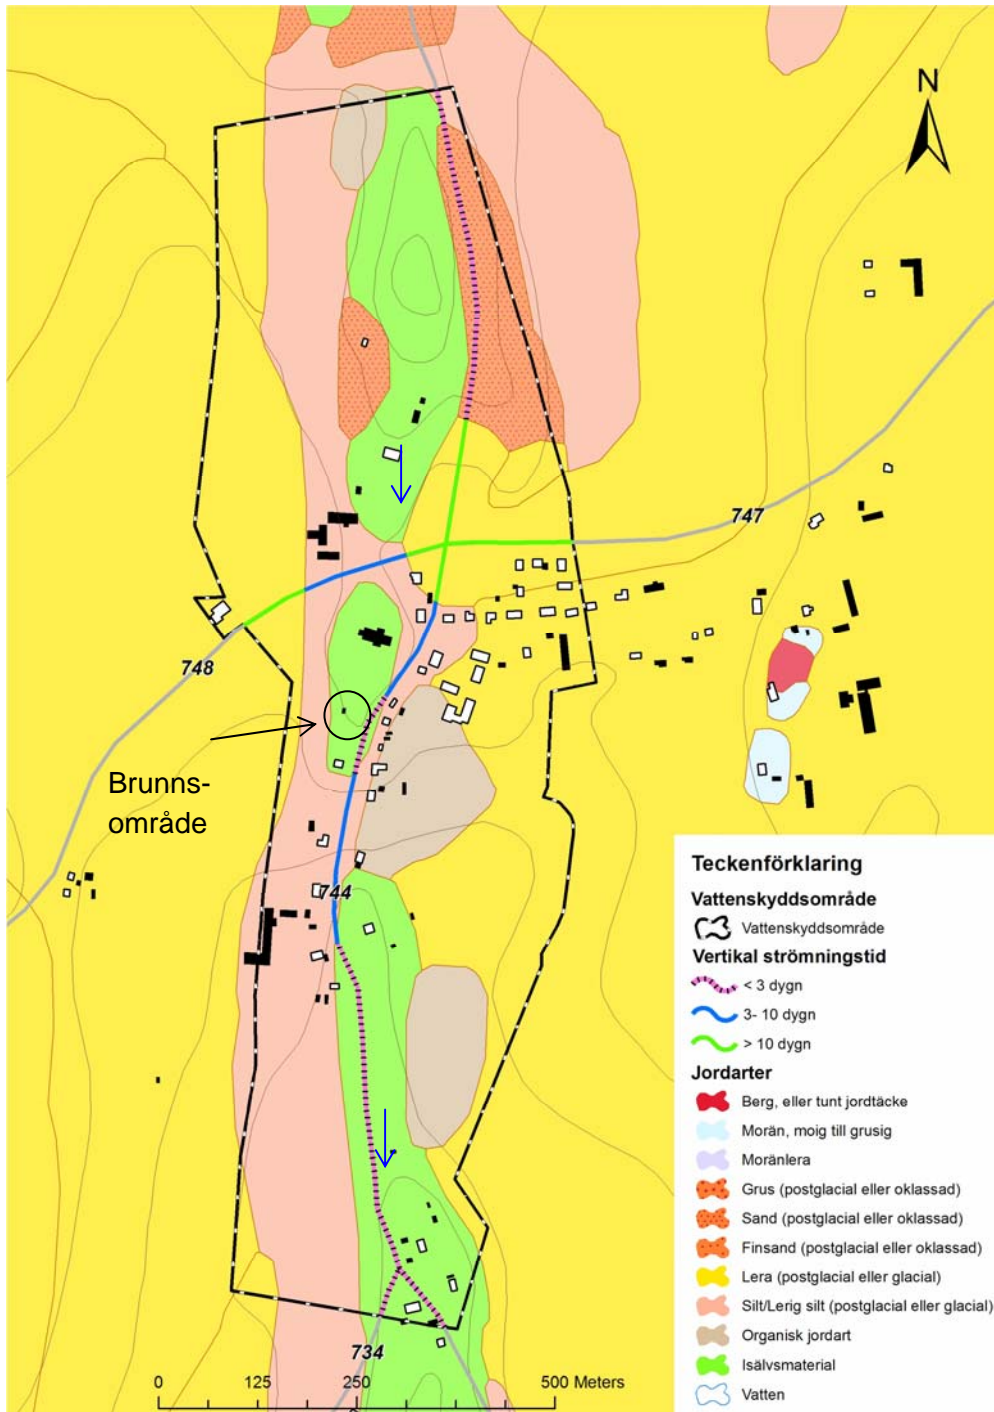 N
747
748
Brunns-
område
744
734
0 125 250 500 Meters
Teckenförklaring
Vattenskyddsområde
Vattenskyddsområde
Vertikal strömningstid
< 3 dygn
3- 10 dygn
> 10 dygn
Jordarter
Berg, eller tunt jordtäcke
Morän, moig till grusig
Moränlera
Grus (postglacial eller oklassad)
Sand (postglacial eller oklassad)
Finsand (postglacial eller oklassad)
Lera (postglacial eller glacial)
Silt/Lerig silt (postglacial eller glacial)
Organisk jordart
Isälvsmaterial
Vatten